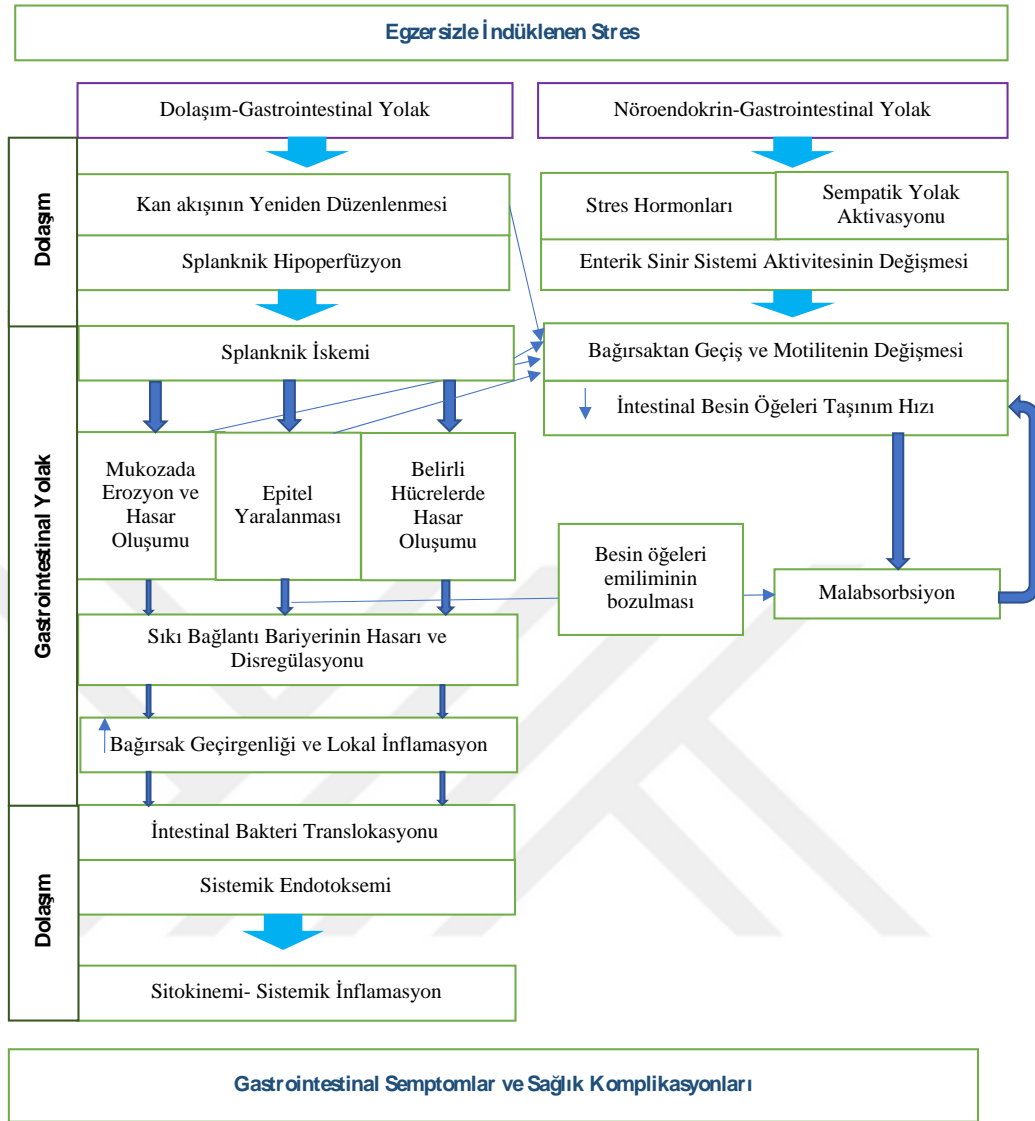 Egzersizle İndüklenen Stres
Dolaşım-Gastrointestinal Yolak
Nöroendokrin-Gastrointestinal Yolak
Dolaşım
Kan akışının Yeniden Düzenlenmesi
Splanknik Hipoperfüzyon
Stres Hormonları
Sempatik Yolak
Aktivasyonu
Enterik Sinir Sistemi Aktivitesinin Değişmesi
Gastrointestinal Yolak
Splanknik İskemi
Bağırsaktan Geçiş ve Motilitenin Değişmesi
↓ İntestinal Besin Öğeleri Taşınım Hızı
Mukozada
Erozyon ve
Hasar
Oluşumu
Epitel
Yaralanması
Belirli
Hücrelerde
Hasar
Oluşumu
Besin öğeleri
emiliminin
bozulması
Malabsorbsiyon
Sıkı Bağlantı Bariyerinin Hasarı ve
Disregülasyonu
↑ Bağırsak Geçirgenliği ve Lokal İnflamasyon
Dolaşım
İntestinal Bakteri Translokasyonu
Sistemik Endotoksemi
Sitokinemi- Sistemik İnflamasyon
Gastrointestinal Semptomlar ve Sağlık Komplikasyonları